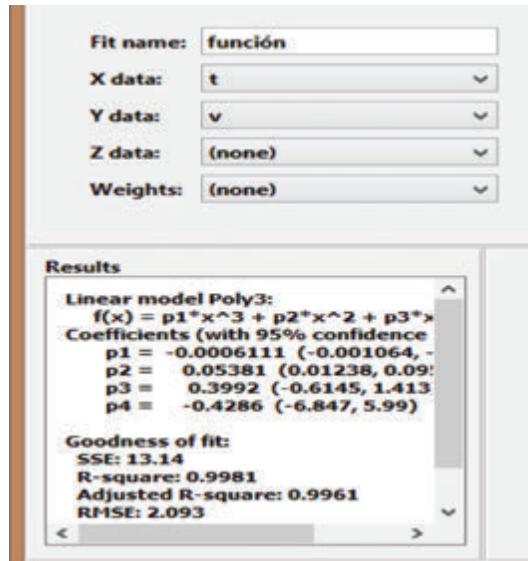 Fit name: función
X data: t
Y data: v
Z data: (none)
Weights: (none)
Results
Linear model Poly3:
f(x) = p1*x^3 + p2*x^2 + p3*x
Coefficients (with 95% confidence
p1 = -0.0006111 (-0.001064, -
p2 = 0.05381 (0.01238, 0.09
p3 = 0.3992 (-0.6145, 1.413
p4 = -0.4286 (-6.847, 5.99)
Goodness of fit:
SSE: 13.14
R-square: 0.9981
Adjusted R-square: 0.9961
RMSE: 2.093